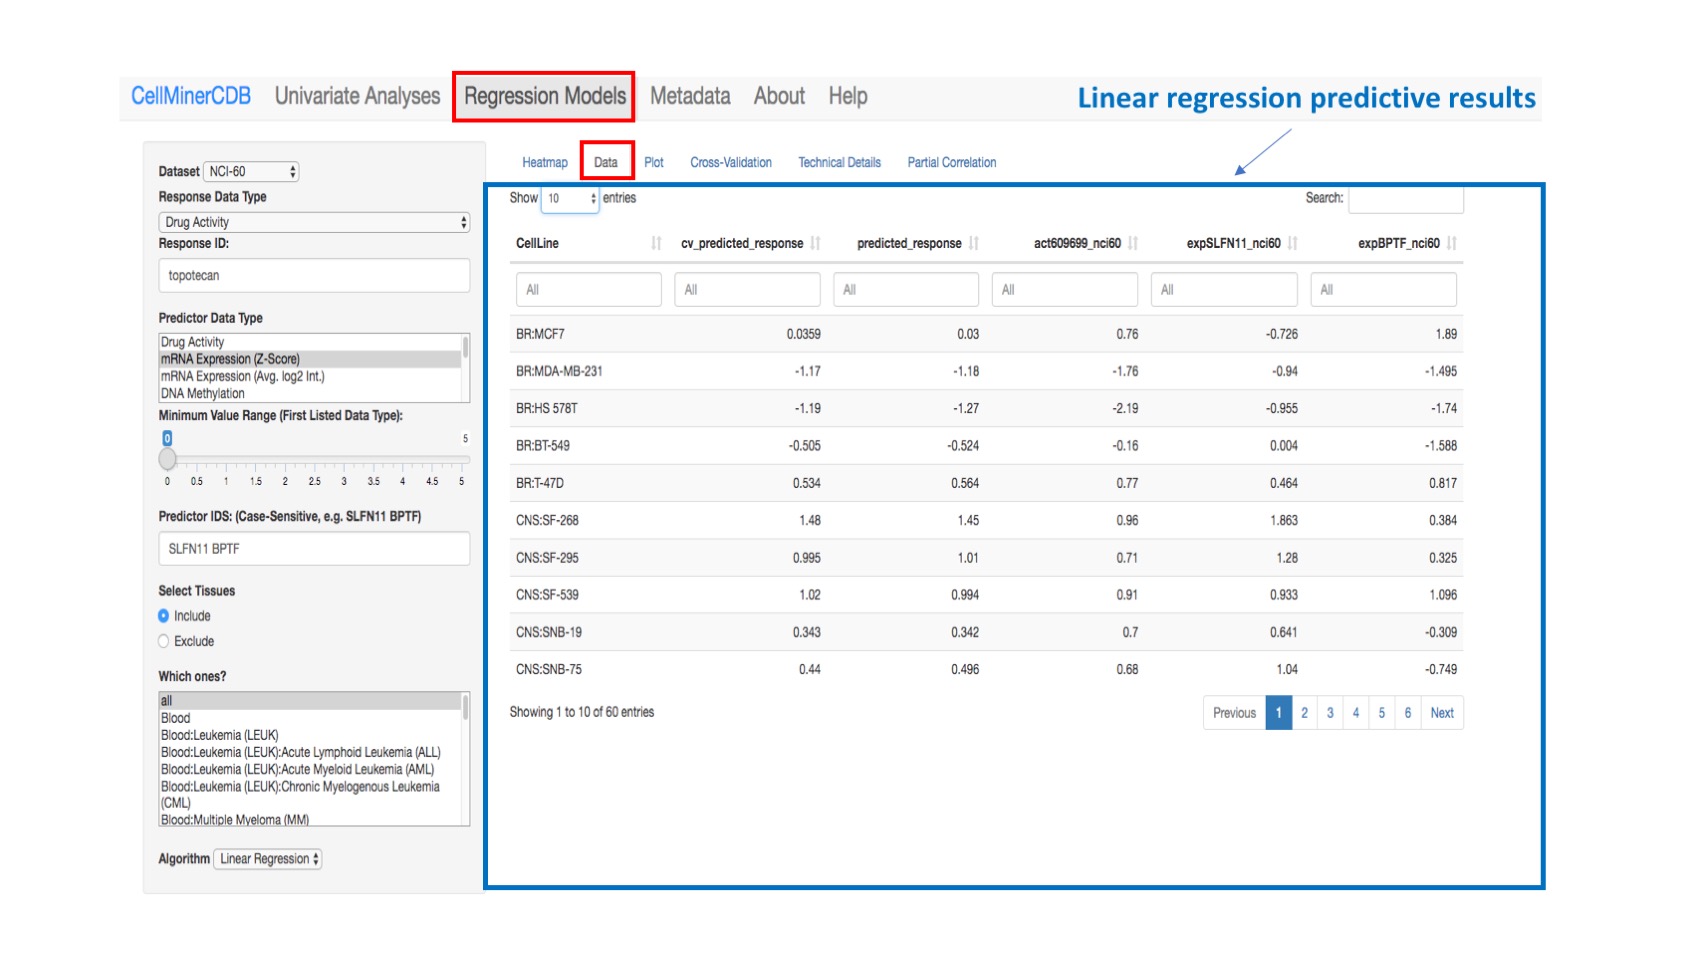 CellMinerCDB Univariate Analyses Regression Models Metadata About Help
Linear regression predictive results
Dataset NCI-60
Response Data Type
Drug Activity
Response ID:
topotecan
Predictor Data Type
Drug Activity
mRNA Expression (Z-Score)
mRNA Expression (Avg. log2 Int.)
DNA Methylation
Minimum Value Range (First Listed Data Type):
0 5
0 0.5 1 1.5 2 2.5 3 3.5 4 4.5 5
Predictor IDS: (Case-Sensitive, e.g. SLFN11 BPTF)
SLFN11 BPTF
Select Tissues
Include
Exclude
Which ones?
all
Blood
Blood:Leukemia (LEUK)
Blood:Leukemia (LEUK):Acute Lymphoid Leukemia (ALL)
Blood:Leukemia (LEUK):Acute Myeloid Leukemia (AML)
Blood:Leukemia (LEUK):Chronic Myelogenous Leukemia
(CML)
Blood:Multiple Myeloma (MM)
Algorithm Linear Regression
Heatmap Data Plot Cross-Validation Technical Details Partial Correlation
Show 10 entries Search:
CellLine cv_predicted_response predicted_response act609699_nci60 expSLFN11_nci60 expBPTF_nci60
All All All All All All
BR:MCF7 0.0359 0.03 0.76 -0.726 1.89
BR:MDA-MB-231 -1.17 -1.18 -1.76 -0.94 -1.495
BR:HS 578T -1.19 -1.27 -2.19 -0.955 -1.74
BR:BT-549 -0.505 -0.524 -0.16 0.004 -1.588
BR:T-47D 0.534 0.564 0.77 0.464 0.817
CNS:SF-268 1.48 1.45 0.96 1.863 0.384
CNS:SF-295 0.995 1.01 0.71 1.28 0.325
CNS:SF-539 1.02 0.994 0.91 0.933 1.096
CNS:SNB-19 0.343 0.342 0.7 0.641 -0.309
CNS:SNB-75 0.44 0.496 0.68 1.04 -0.749
Showing 1 to 10 of 60 entries
Previous 1 2 3 4 5 6 Next